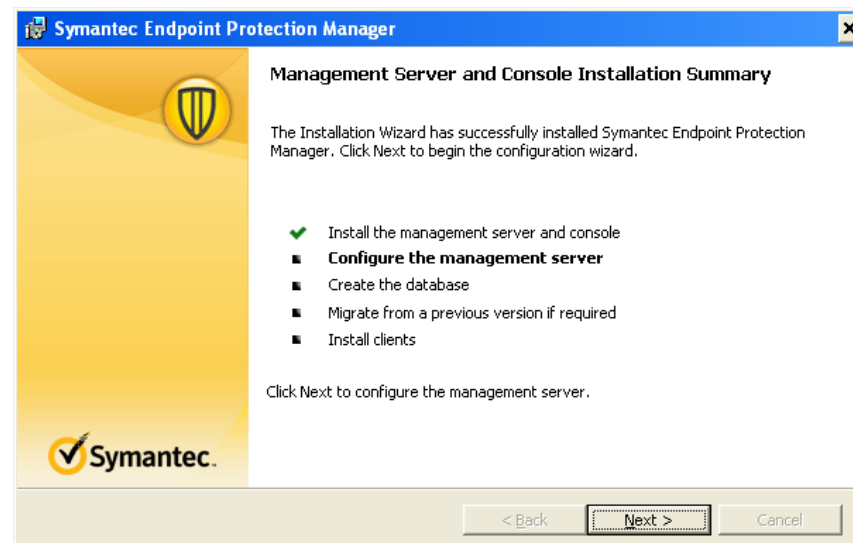 Symantec Endpoint Protection Manager
Management Server and Console Installation Summary
The Installation Wizard has successfully installed Symantec Endpoint Protection
Manager. Click Next to begin the configuration wizard.
Install the management server and console
Configure the management server
Create the database
Migrate from a previous version if required
Install clients
Click Next to configure the management server.
Symantec.
< Back
Next >
Cancel